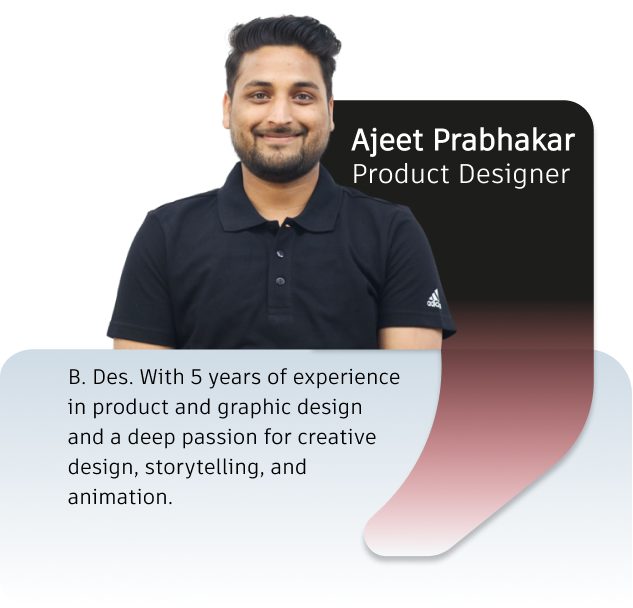 Ajeet Prabhakar
Product Designer
adidas
B. Des. With 5 years of experience
in product and graphic design
and a deep passion for creative
design, storytelling, and
animation.